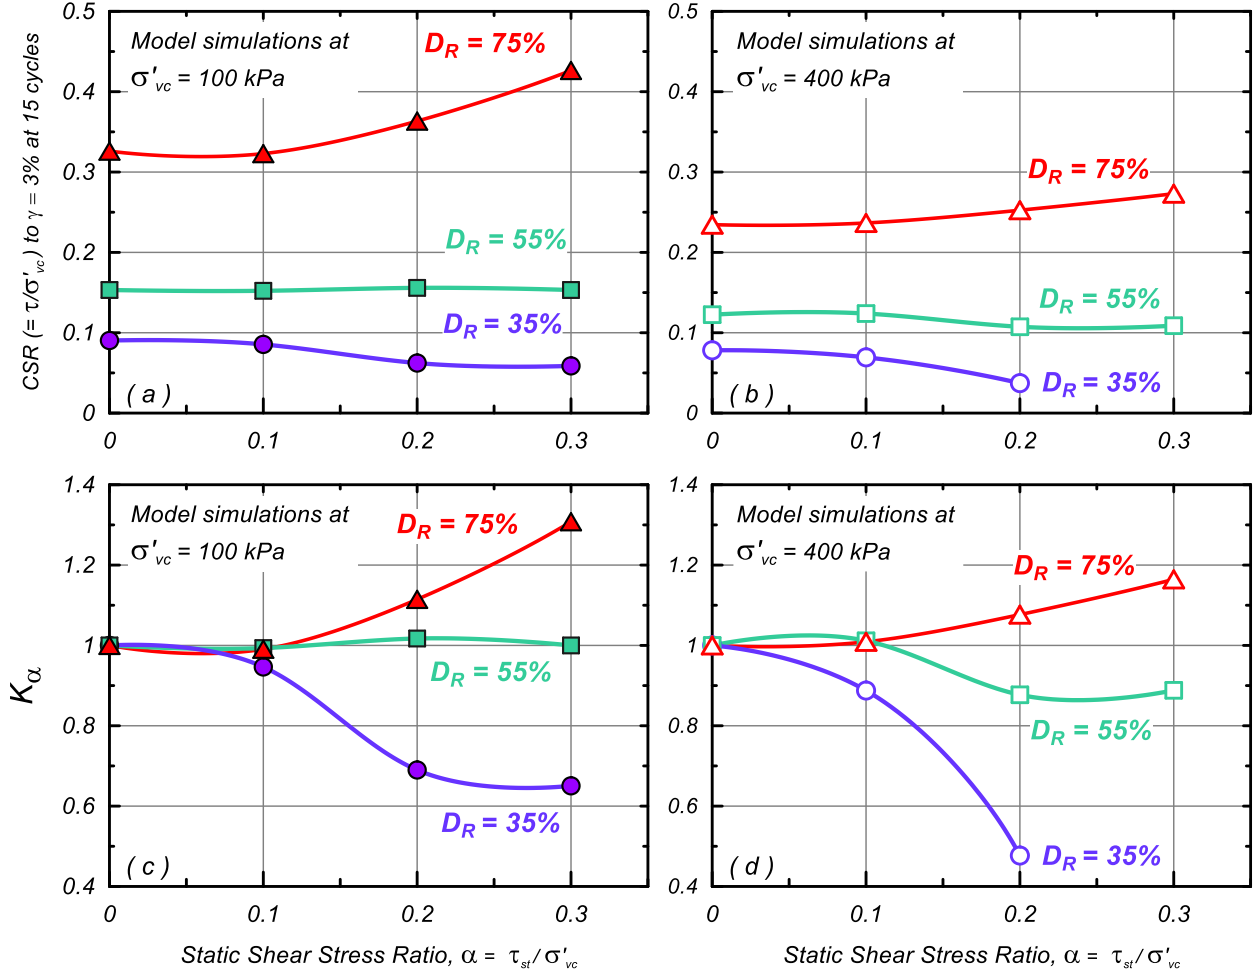 0.5
0.4
0.3
0.2
0.1
0
CSR (= τ/σ'vc) to γ = 3% at 15 cycles
Model simulations at
σ'vc = 100 kPa
DR = 75%
DR = 55%
DR = 35%
( a )
0 0.1 0.2 0.3
0.5
0.4
0.3
0.2
0.1
0
Model simulations at
σ'vc = 400 kPa
DR = 75%
DR = 55%
DR = 35%
( b )
0 0.1 0.2 0.3
1.4
1.2
1
0.8
0.6
0.4
Kα
Model simulations at
σ'vc = 100 kPa
DR = 75%
DR = 55%
DR = 35%
( c )
0 0.1 0.2 0.3
Static Shear Stress Ratio, α = τst/σ'vc
1.4
1.2
1
0.8
0.6
0.4
Model simulations at
σ'vc = 400 kPa
DR = 75%
DR = 55%
DR = 35%
( d )
0 0.1 0.2 0.3
Static Shear Stress Ratio, α = τst/σ'vc